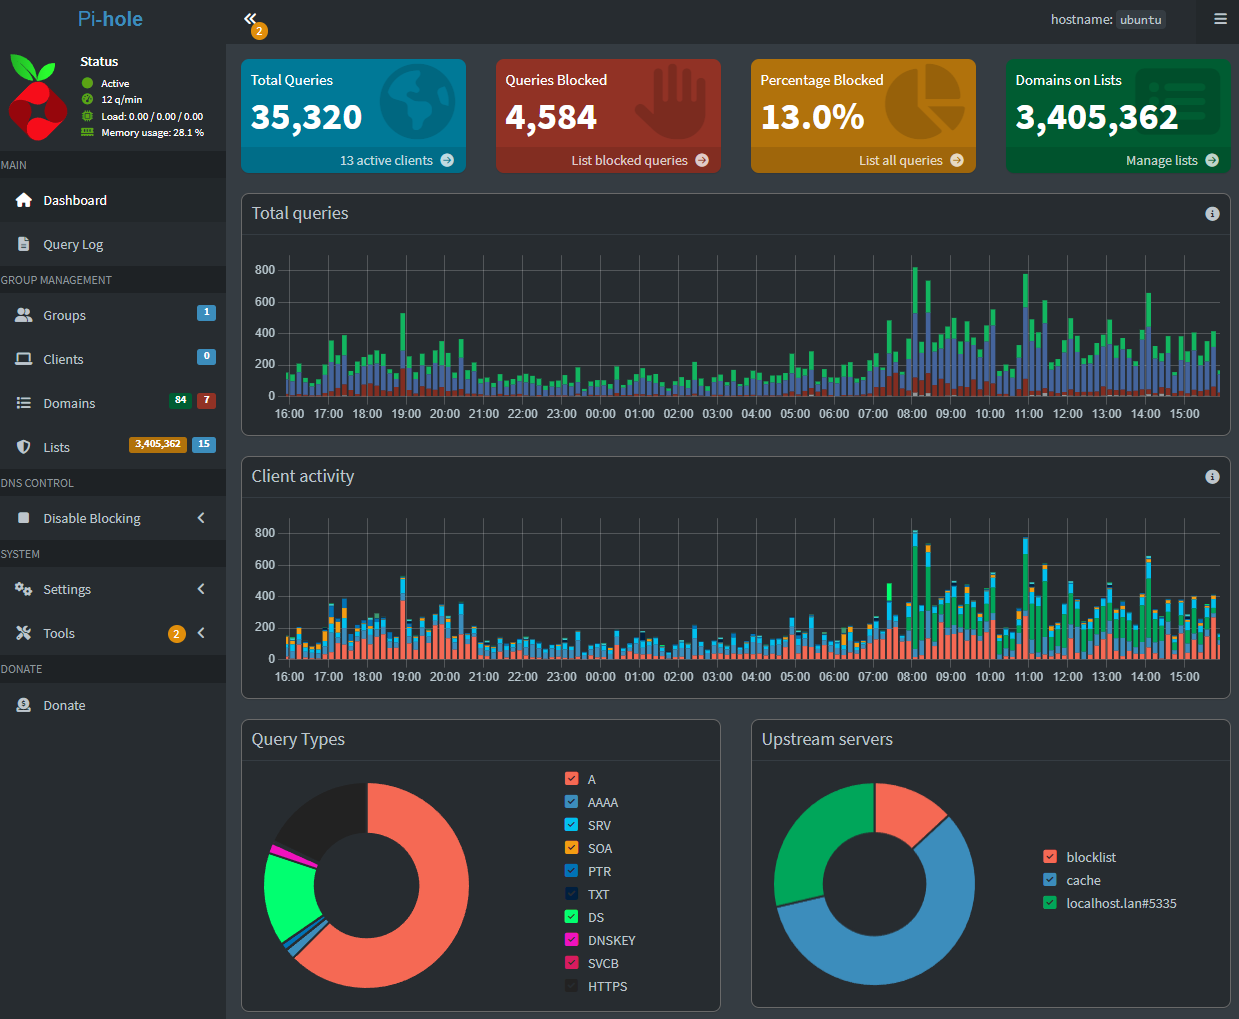 Pi-hole
2
hostname: ubuntu
Status
Active
12 q/min
Load: 0.00 / 0.00 / 0.00
Memory usage: 28.1 %
MAIN
Dashboard
Query Log
GROUP MANAGEMENT
Groups 1
Clients 0
Domains 84 7
Lists 3,405,362 15
DNS CONTROL
Disable Blocking
SYSTEM
Settings
Tools 2
DONATE
Donate
Total Queries
35,320
13 active clients
Queries Blocked
4,584
List blocked queries
Percentage Blocked
13.0%
List all queries
Domains on Lists
3,405,362
Manage lists
Total queries
800
600
400
200
0
16:00 17:00 18:00 19:00 20:00 21:00 22:00 23:00 00:00 01:00 02:00 03:00 04:00 05:00 06:00 07:00 08:00 09:00 10:00 11:00 12:00 13:00 14:00 15:00
Client activity
800
600
400
200
0
16:00 17:00 18:00 19:00 20:00 21:00 22:00 23:00 00:00 01:00 02:00 03:00 04:00 05:00 06:00 07:00 08:00 09:00 10:00 11:00 12:00 13:00 14:00 15:00
Query Types
A
AAAA
SRV
SOA
PTR
TXT
DS
DNSKEY
SVCB
HTTPS
Upstream servers
blocklist
cache
localhost.lan#5335